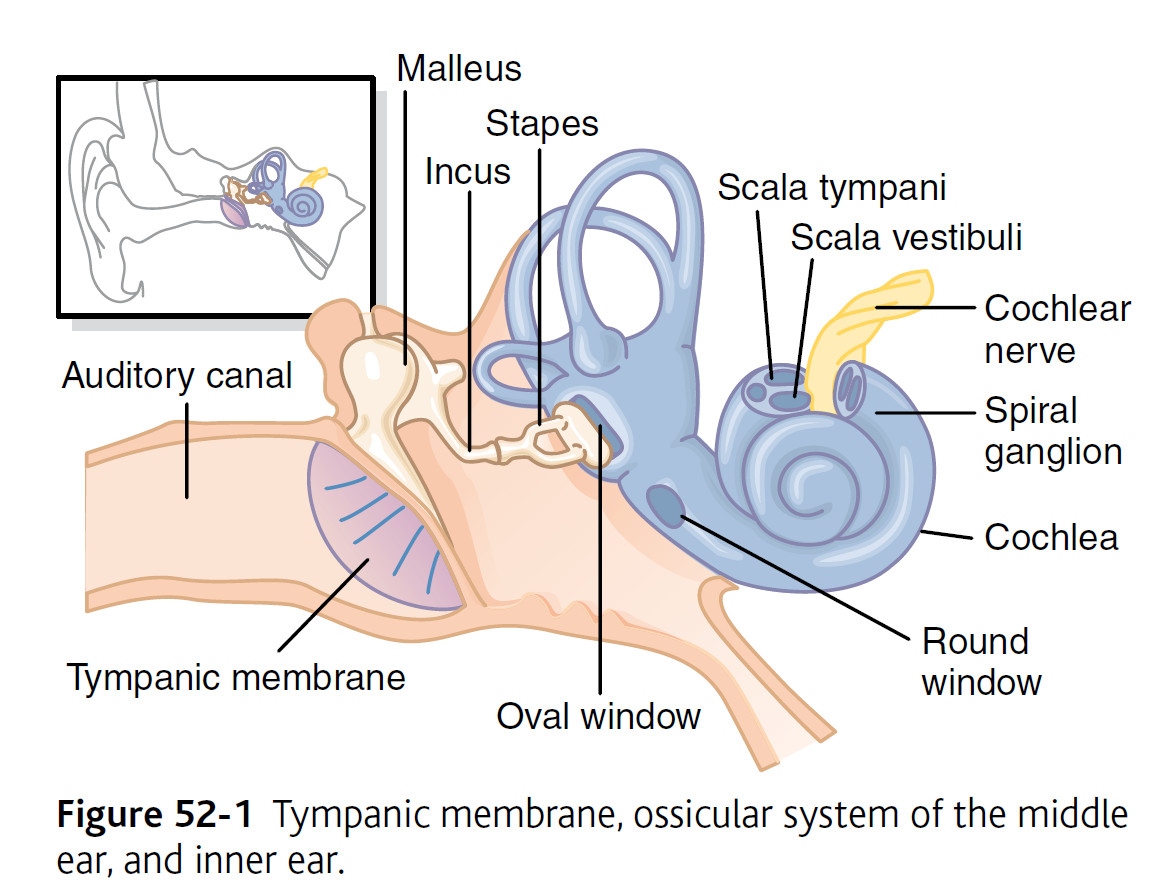 Malleus
Stapes
Incus
Scala tympani
Scala vestibuli
Cochlear
nerve
Auditory canal
Spiral
ganglion
Cochlea
Round
window
Tympanic membrane
Oval window
Figure 52-1 Tympanic membrane, ossicular system of the middle
ear, and inner ear.